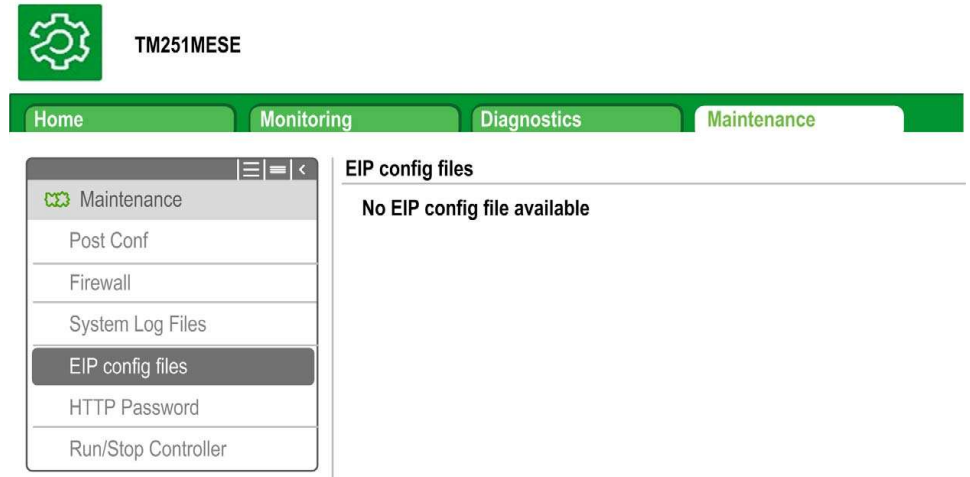 TM251MESE
Home Monitoring Diagnostics Maintenance
Maintenance
Post Conf
Firewall
System Log Files
EIP config files
HTTP Password
Run/Stop Controller
EIP config files
No EIP config file available